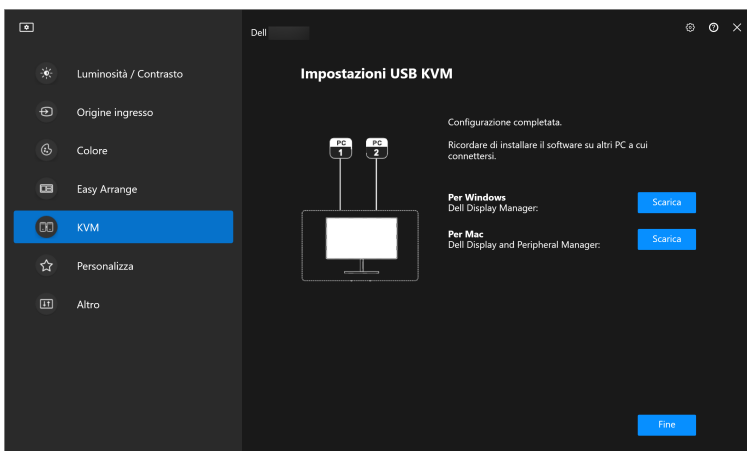 Dell
Impostazioni USB KVM
Luminosità / Contrasto
Origine ingresso
Colore
Easy Arrange
KVM
Personalizza
Altro
PC
1
PC
2
Configurazione completata.
Ricordare di installare il software su altri PC a cui
connettersi.
Per Windows
Dell Display Manager:
Scarica
Per Mac
Dell Display and Peripheral Manager:
Scarica
Fine